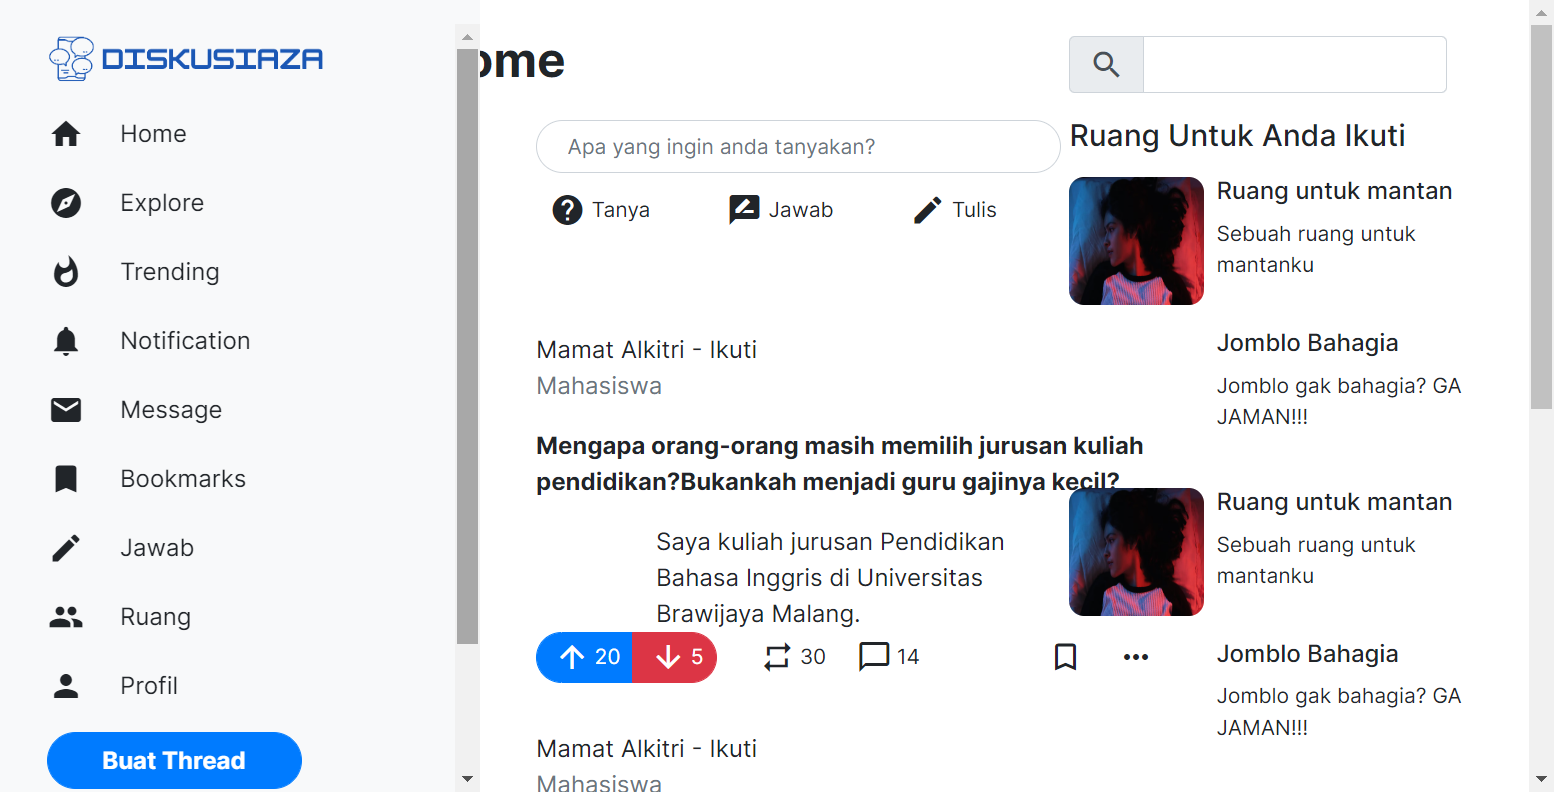 DISKUSIAZA
Home
Explore
Trending
Notification
Message
Bookmarks
Jawab
Ruang
Profil
Buat Thread
ome
Apa yang ingin anda tanyakan?
Tanya
Jawab
Tulis
Mamat Alkitri - Ikuti
Mahasiswa
Mengapa orang-orang masih memilih jurusan kuliah
pendidikan?Bukankah menjadi guru gajinya kecil?
Saya kuliah jurusan Pendidikan
Bahasa Inggris di Universitas
Brawijaya Malang.
20
5
30
14
Mamat Alkitri - Ikuti
Mahasiswa
Ruang Untuk Anda Ikuti
Ruang untuk mantan
Sebuah ruang untuk
mantanku
Jomblo Bahagia
Jomblo gak bahagia? GA
JAMAN!!!
Ruang untuk mantan
Sebuah ruang untuk
mantanku
Jomblo Bahagia
Jomblo gak bahagia? GA
JAMAN!!!